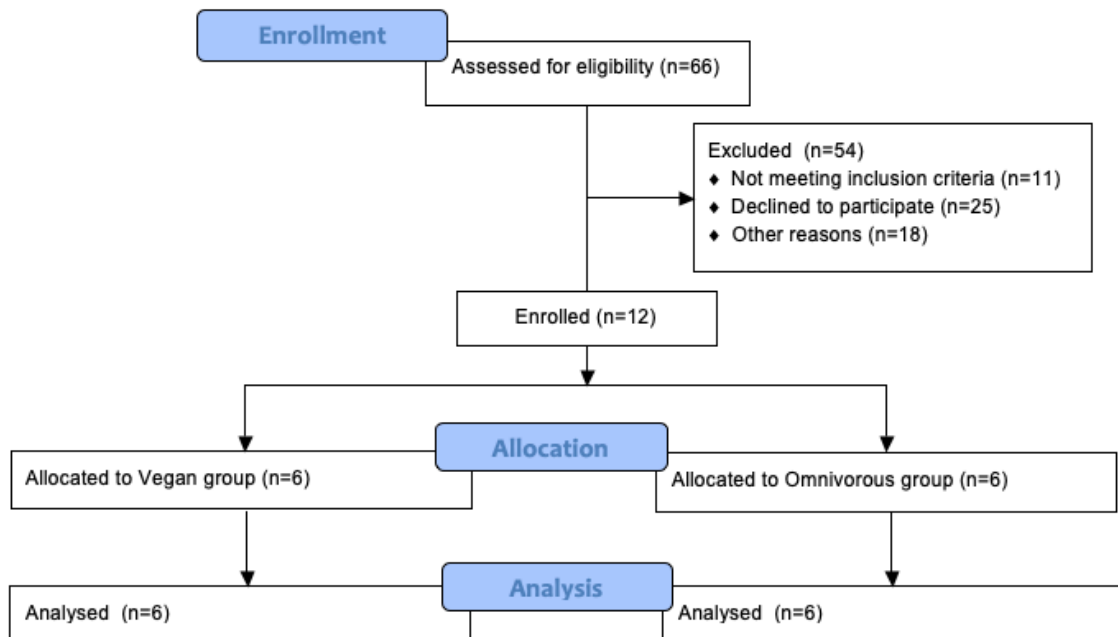 Enrollment
Assessed for eligibility (n=66)
Excluded (n=54)
♦ Not meeting inclusion criteria (n=11)
♦ Declined to participate (n=25)
♦ Other reasons (n=18)
Enrolled (n=12)
Allocation
Allocated to Vegan group (n=6)
Allocated to Omnivorous group (n=6)
Analysis
Analysed (n=6)
Analysed (n=6)